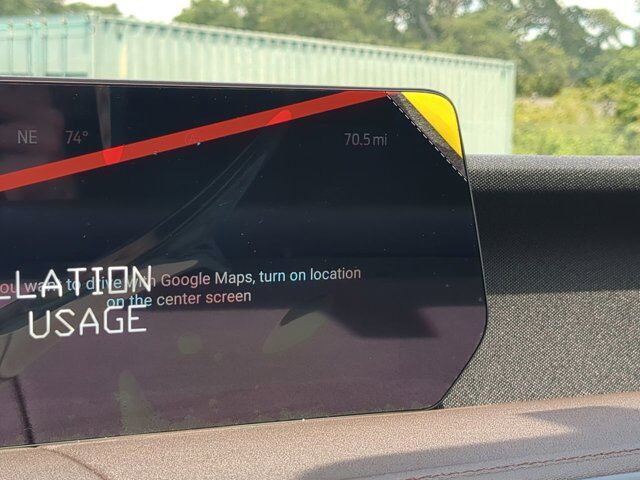 NE 74° 70.5 mi
ou want to drive with Google Maps, turn on location
on the center screen
LLATION
USAGE